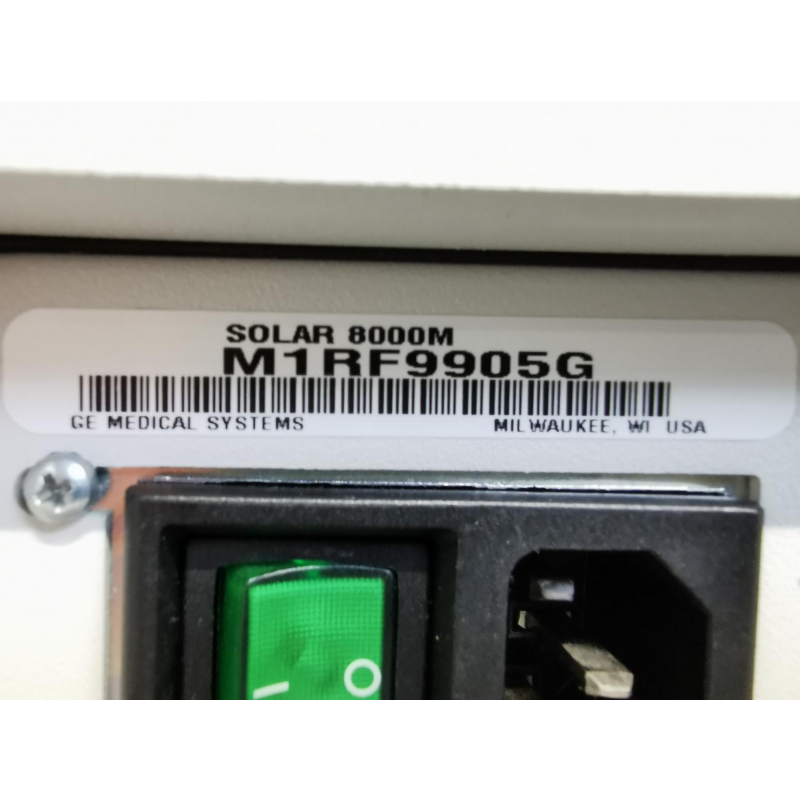 SOLAR 8000M
M1RF9905G
GE MEDICAL SYSTEMS MILWAUKEE, WI USA
I O